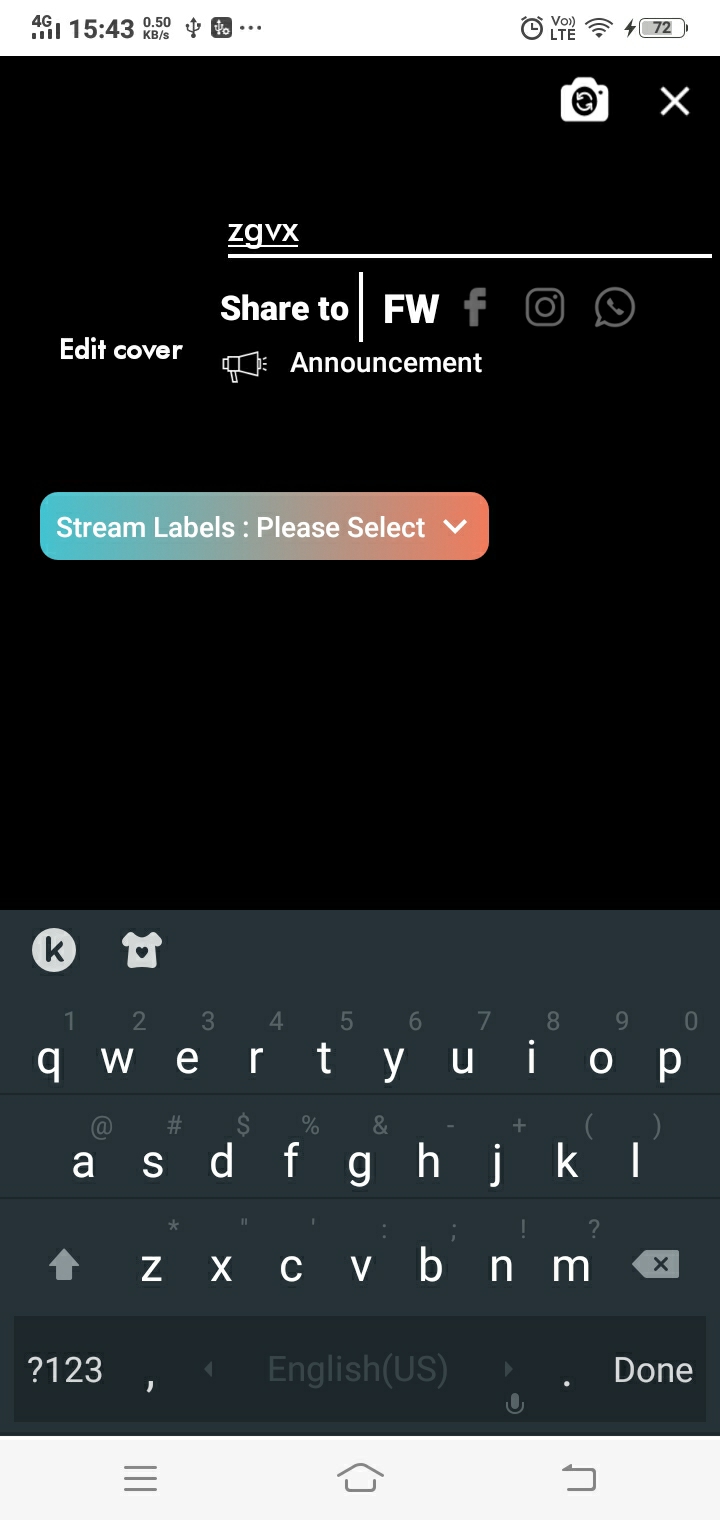 4G 15:43 0.50 KB/s ... Vo)) LTE 72
zgvx
Share to FW
Edit cover
Announcement
Stream Labels : Please Select
k
1 2 3 4 5 6 7 8 9 0
q w e r t y u i o p
@ # $ % & - + ( )
a s d f g h j k l
* " ' : ; ! ?
z x c v b n m
?123 , English(US) . Done